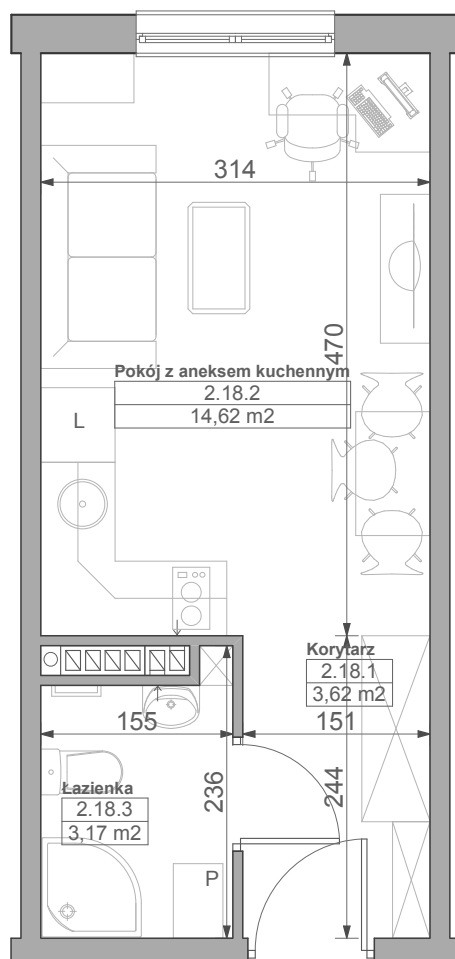 314
470
Pokój z aneksem kuchennym
2.18.2
14,62 m2
L
Korytarz
2.18.1
3,62 m2
155
151
236
244
Łazienka
2.18.3
3,17 m2
P